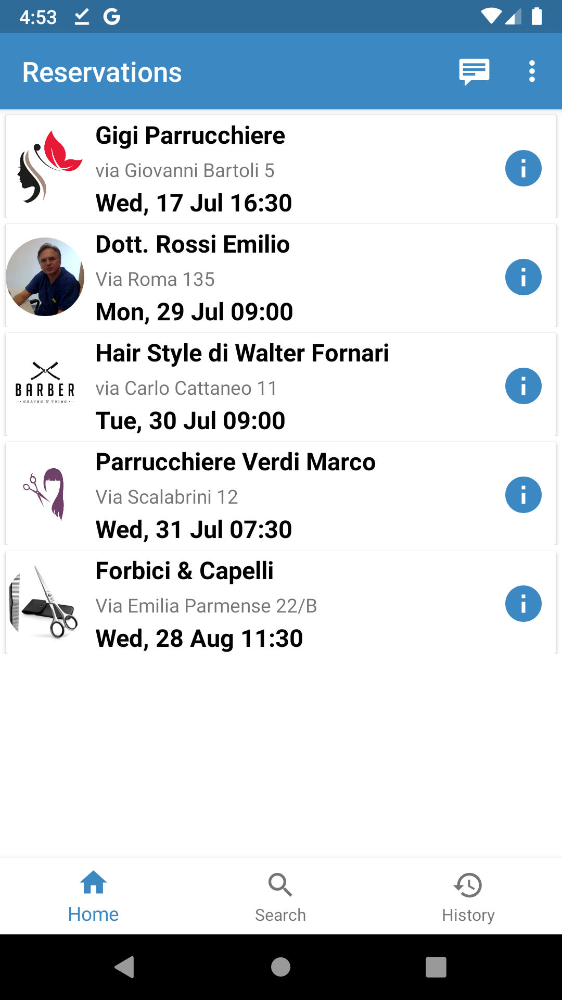 4:53
Reservations
Gigi Parrucchiere
via Giovanni Bartoli 5
Wed, 17 Jul 16:30
Dott. Rossi Emilio
Via Roma 135
Mon, 29 Jul 09:00
Hair Style di Walter Fornari
BARBER
SHAVES & TRIMS
via Carlo Cattaneo 11
Tue, 30 Jul 09:00
Parrucchiere Verdi Marco
Via Scalabrini 12
Wed, 31 Jul 07:30
Forbici & Capelli
Via Emilia Parmense 22/B
Wed, 28 Aug 11:30
Home
Search
History